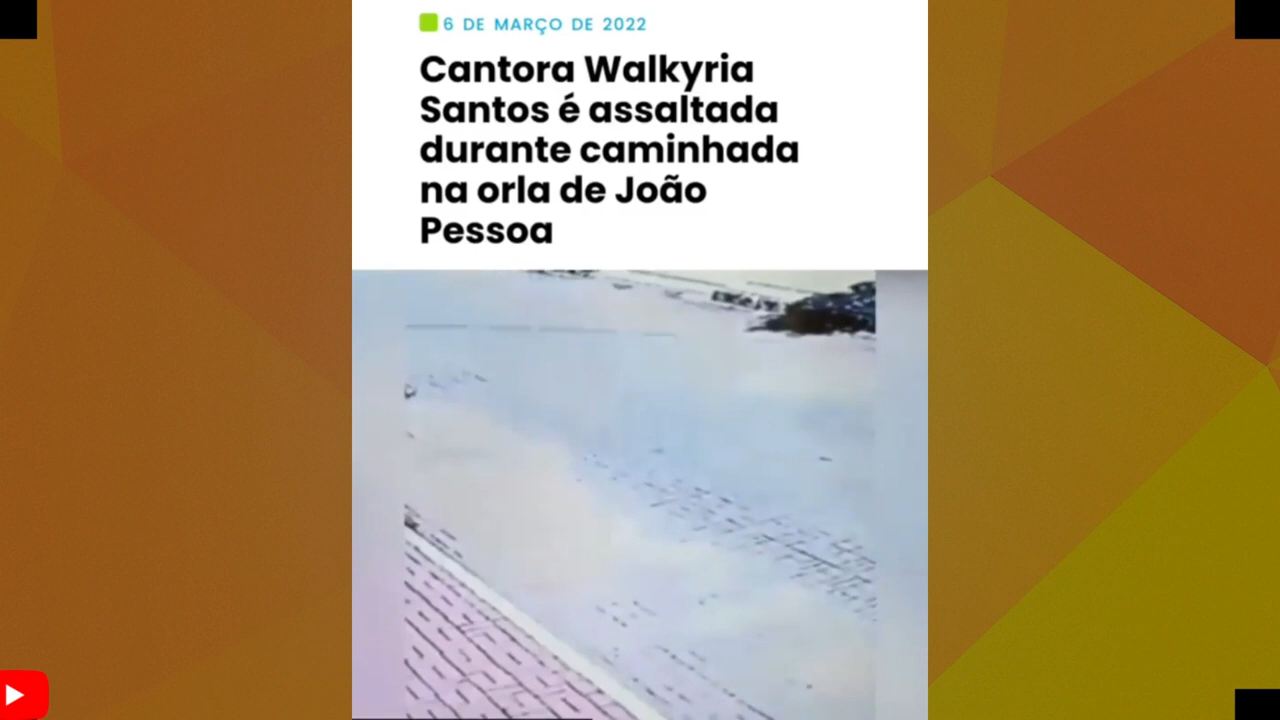 6 DE MARÇO DE 2022
Cantora Walkyria
Santos é assaltada
durante caminhada
na orla de João
Pessoa